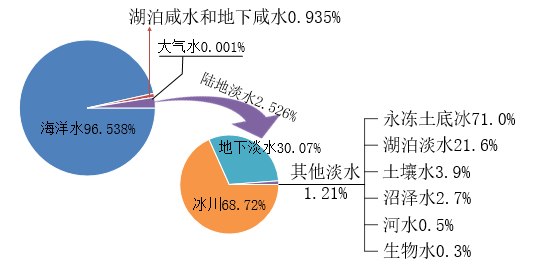 湖泊咸水和地下咸水0.935%
大气水0.001%
陆地淡水2.526%
海洋水96.538%
地下淡水30.07%
冰川68.72%
其他淡水
1.21%
永冻土底冰71.0%
湖泊淡水21.6%
土壤水3.9%
沼泽水2.7%
河水0.5%
生物水0.3%